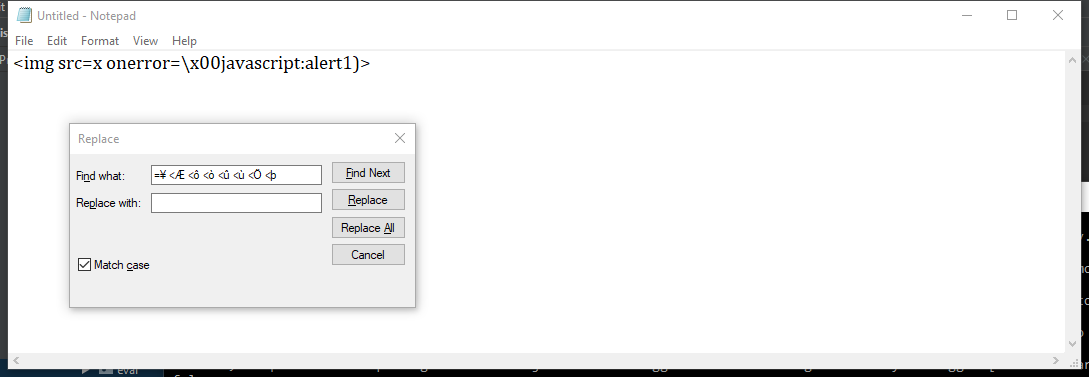 Untitled - Notepad
File Edit Format View Help
<img src=x onerror=\x00javascript:alert1)>
Replace
Find what: =¥ <Æ <ô <ò <û <ù <Ö <þ Find Next
Replace with: Replace
Replace All
Cancel
Match case
eval